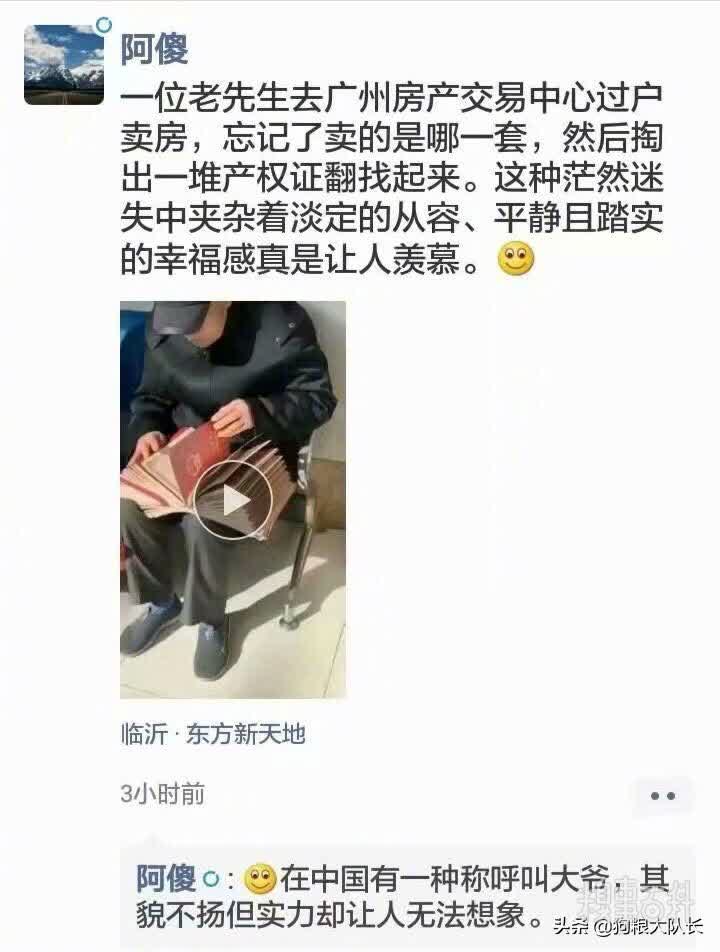 阿傻
一位老先生去广州房产交易中心过户
卖房，忘记了卖的是哪一套，然后掏
出一堆产权证翻找起来。这种茫然迷
失中夹杂着淡定的从容、平静且踏实
的幸福感真是让人羡慕。
临沂·东方新天地
3小时前
阿傻：在中国有一种称呼叫大爷，其
貌不扬但实力却让人无法想象。
头条 @狗粮大队长